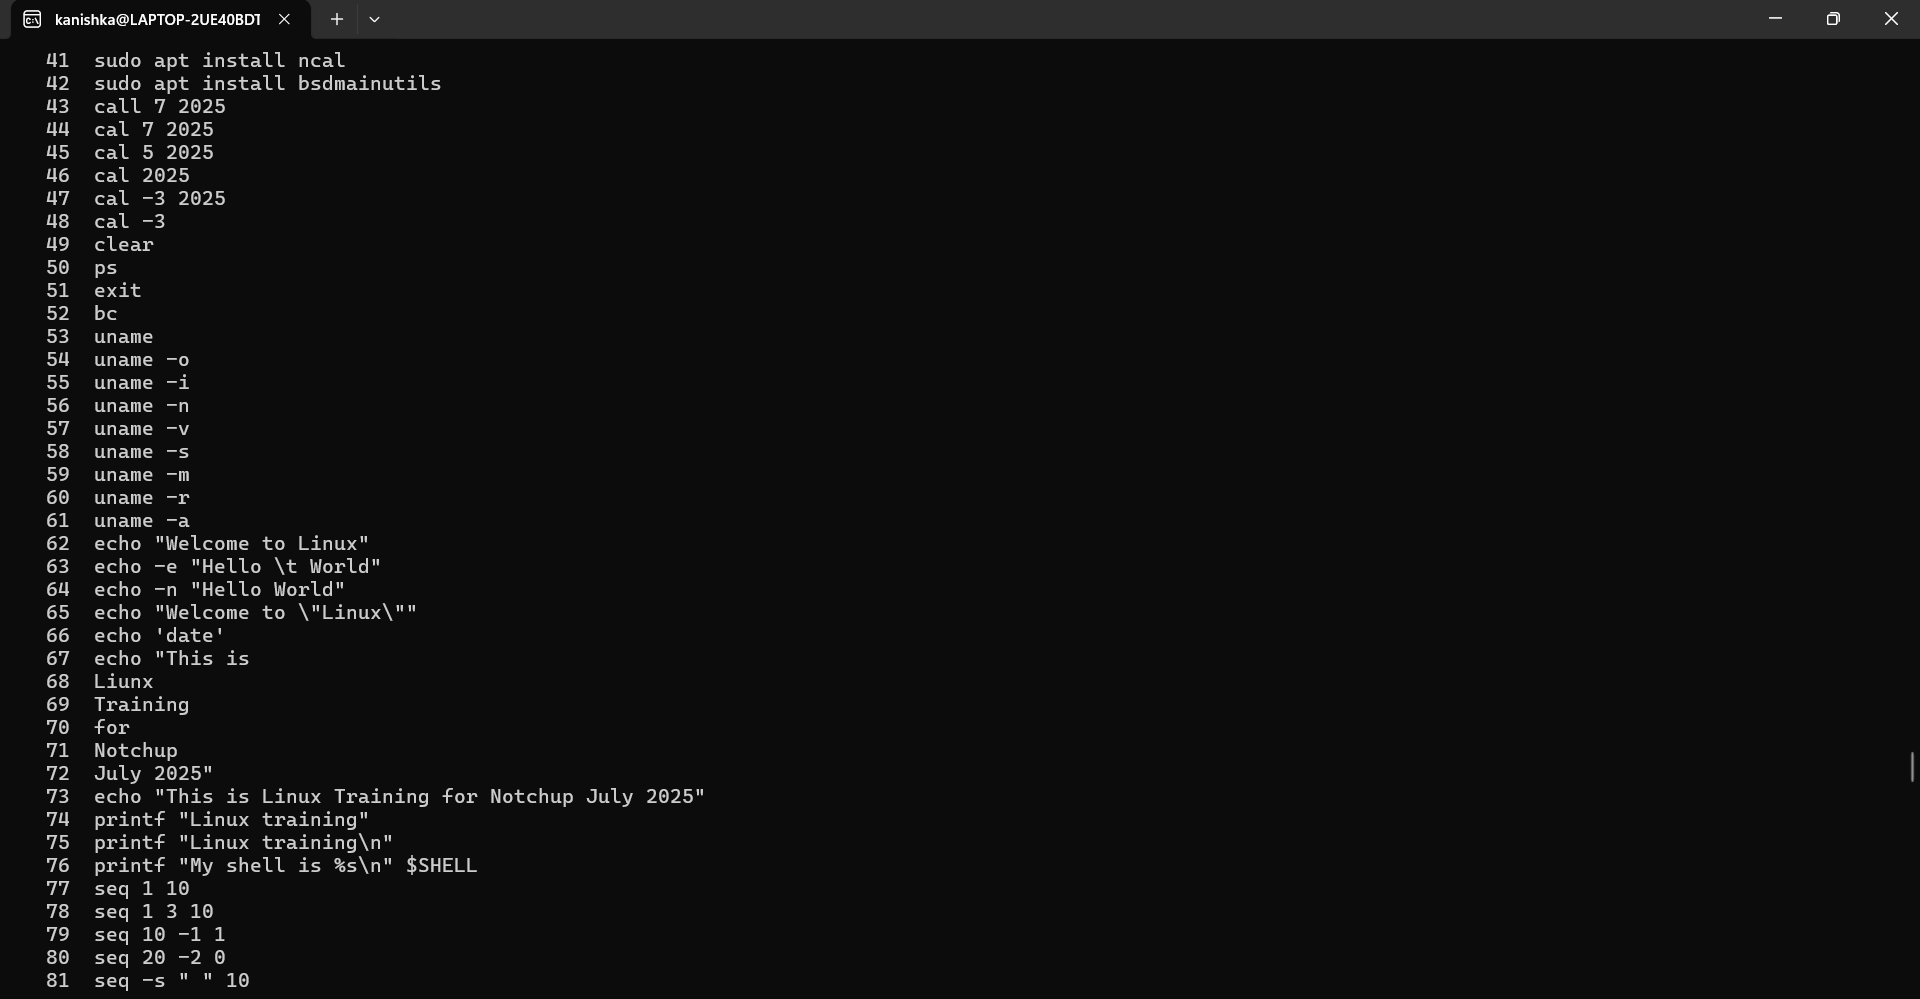 kanishka@LAPTOP-2UE40BDT
41 sudo apt install ncal
42 sudo apt install bsdmainutils
43 call 7 2025
44 cal 7 2025
45 cal 5 2025
46 cal 2025
47 cal -3 2025
48 cal -3
49 clear
50 ps
51 exit
52 bc
53 uname
54 uname -o
55 uname -i
56 uname -n
57 uname -v
58 uname -s
59 uname -m
60 uname -r
61 uname -a
62 echo "Welcome to Linux"
63 echo -e "Hello \t World"
64 echo -n "Hello World"
65 echo "Welcome to \"Linux\""
66 echo 'date'
67 echo "This is
68 Liunx
69 Training
70 for
71 Notchup
72 July 2025"
73 echo "This is Linux Training for Notchup July 2025"
74 printf "Linux training"
75 printf "Linux training\n"
76 printf "My shell is %s\n" $SHELL
77 seq 1 10
78 seq 1 3 10
79 seq 10 -1 1
80 seq 20 -2 0
81 seq -s " " 10